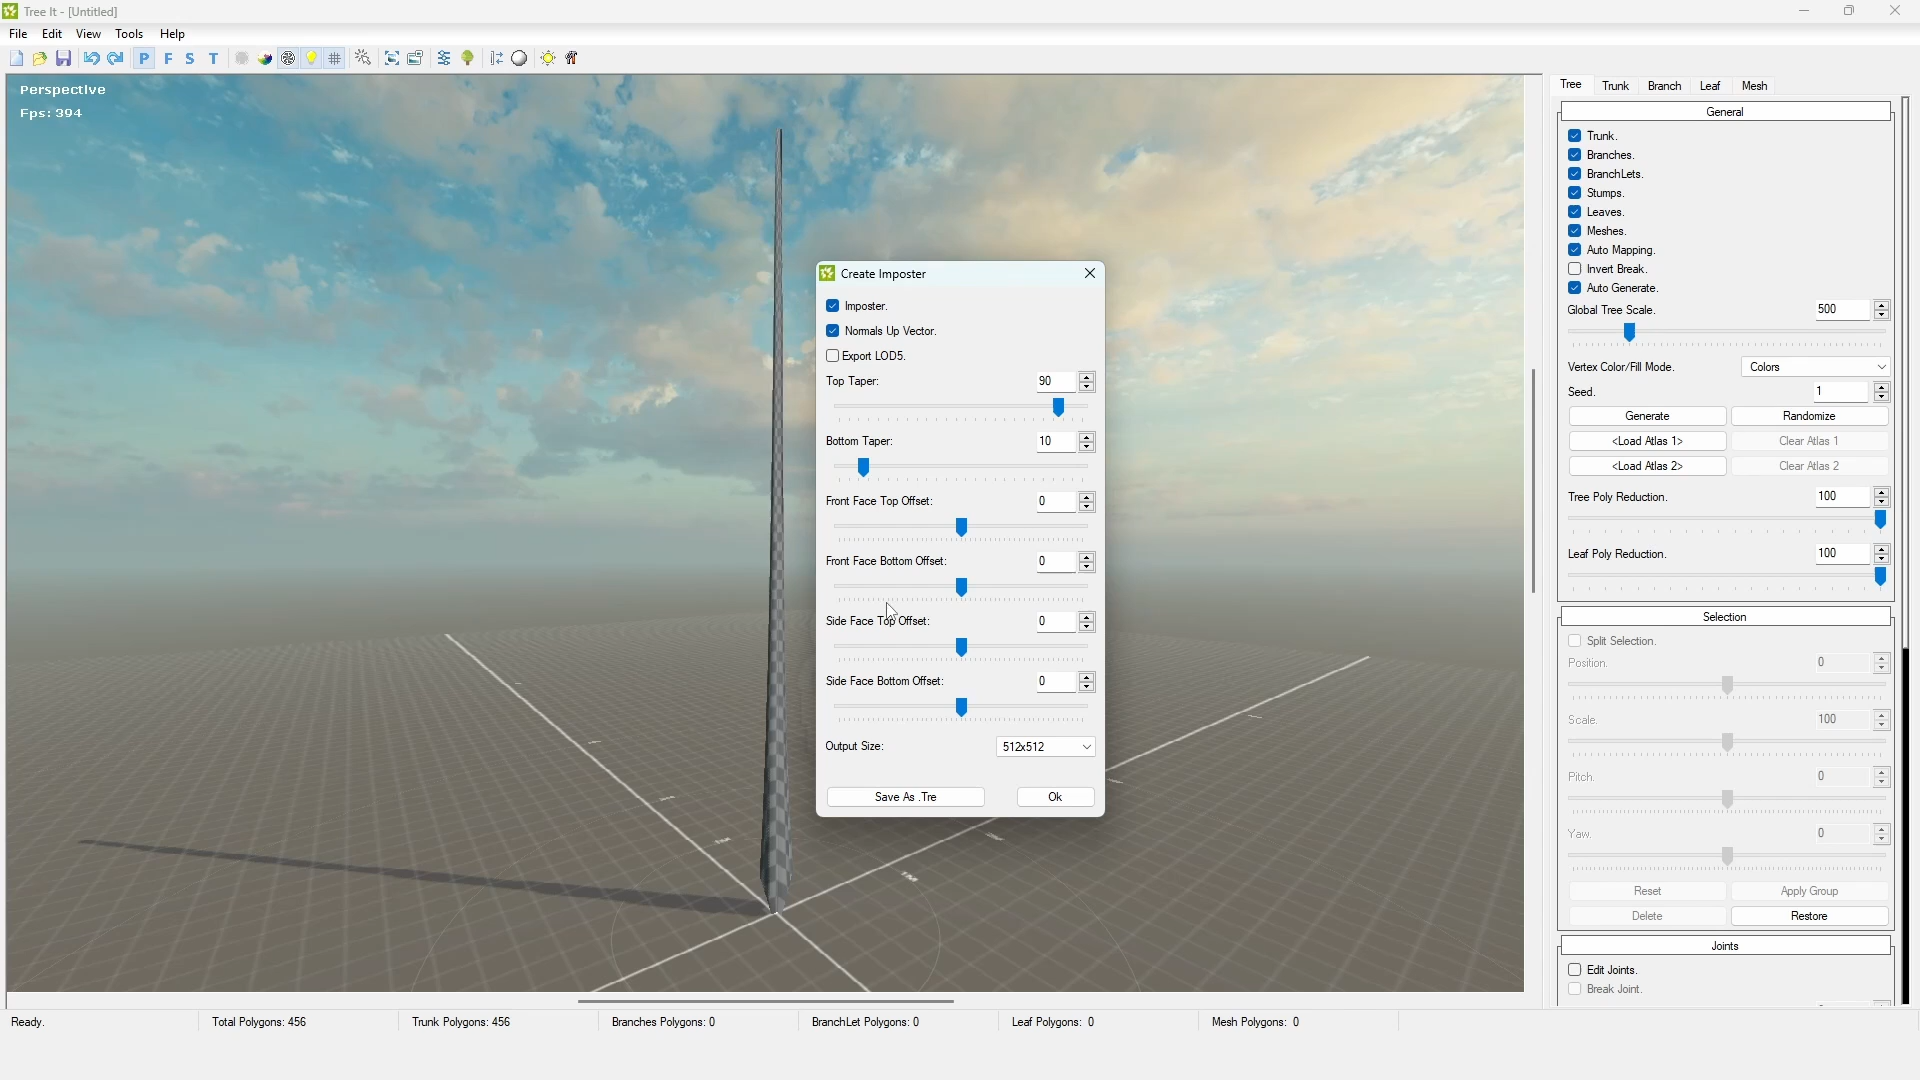 Tree It - [Untitled]
File Edit View Tools Help
P F S T
Perspective
Fps: 394
Create Imposter
Imposter.
Normals Up Vector.
Export LOD5.
Top Taper: 90
Bottom Taper: 10
Front Face Top Offset: 0
Front Face Bottom Offset: 0
Side Face Top Offset: 0
Side Face Bottom Offset: 0
Output Size: 512x512
Save As .Tre Ok
Tree Trunk Branch Leaf Mesh
General
Trunk.
Branches.
BranchLets.
Stumps.
Leaves.
Meshes.
Auto Mapping.
Invert Break.
Auto Generate.
Global Tree Scale. 500
Vertex Color/Fill Mode. Colors
Seed. 1
Generate Randomize
<Load Atlas 1> Clear Atlas 1
<Load Atlas 2> Clear Atlas 2
Tree Poly Reduction. 100
Leaf Poly Reduction. 100
Selection
Split Selection.
Position. 0
Scale. 100
Pitch. 0
Yaw. 0
Reset Apply Group
Delete Restore
Joints
Edit Joints.
Break Joint.
Ready. Total Polygons: 456 Trunk Polygons: 456 Branches Polygons: 0 BranchLet Polygons: 0 Leaf Polygons: 0 Mesh Polygons: 0